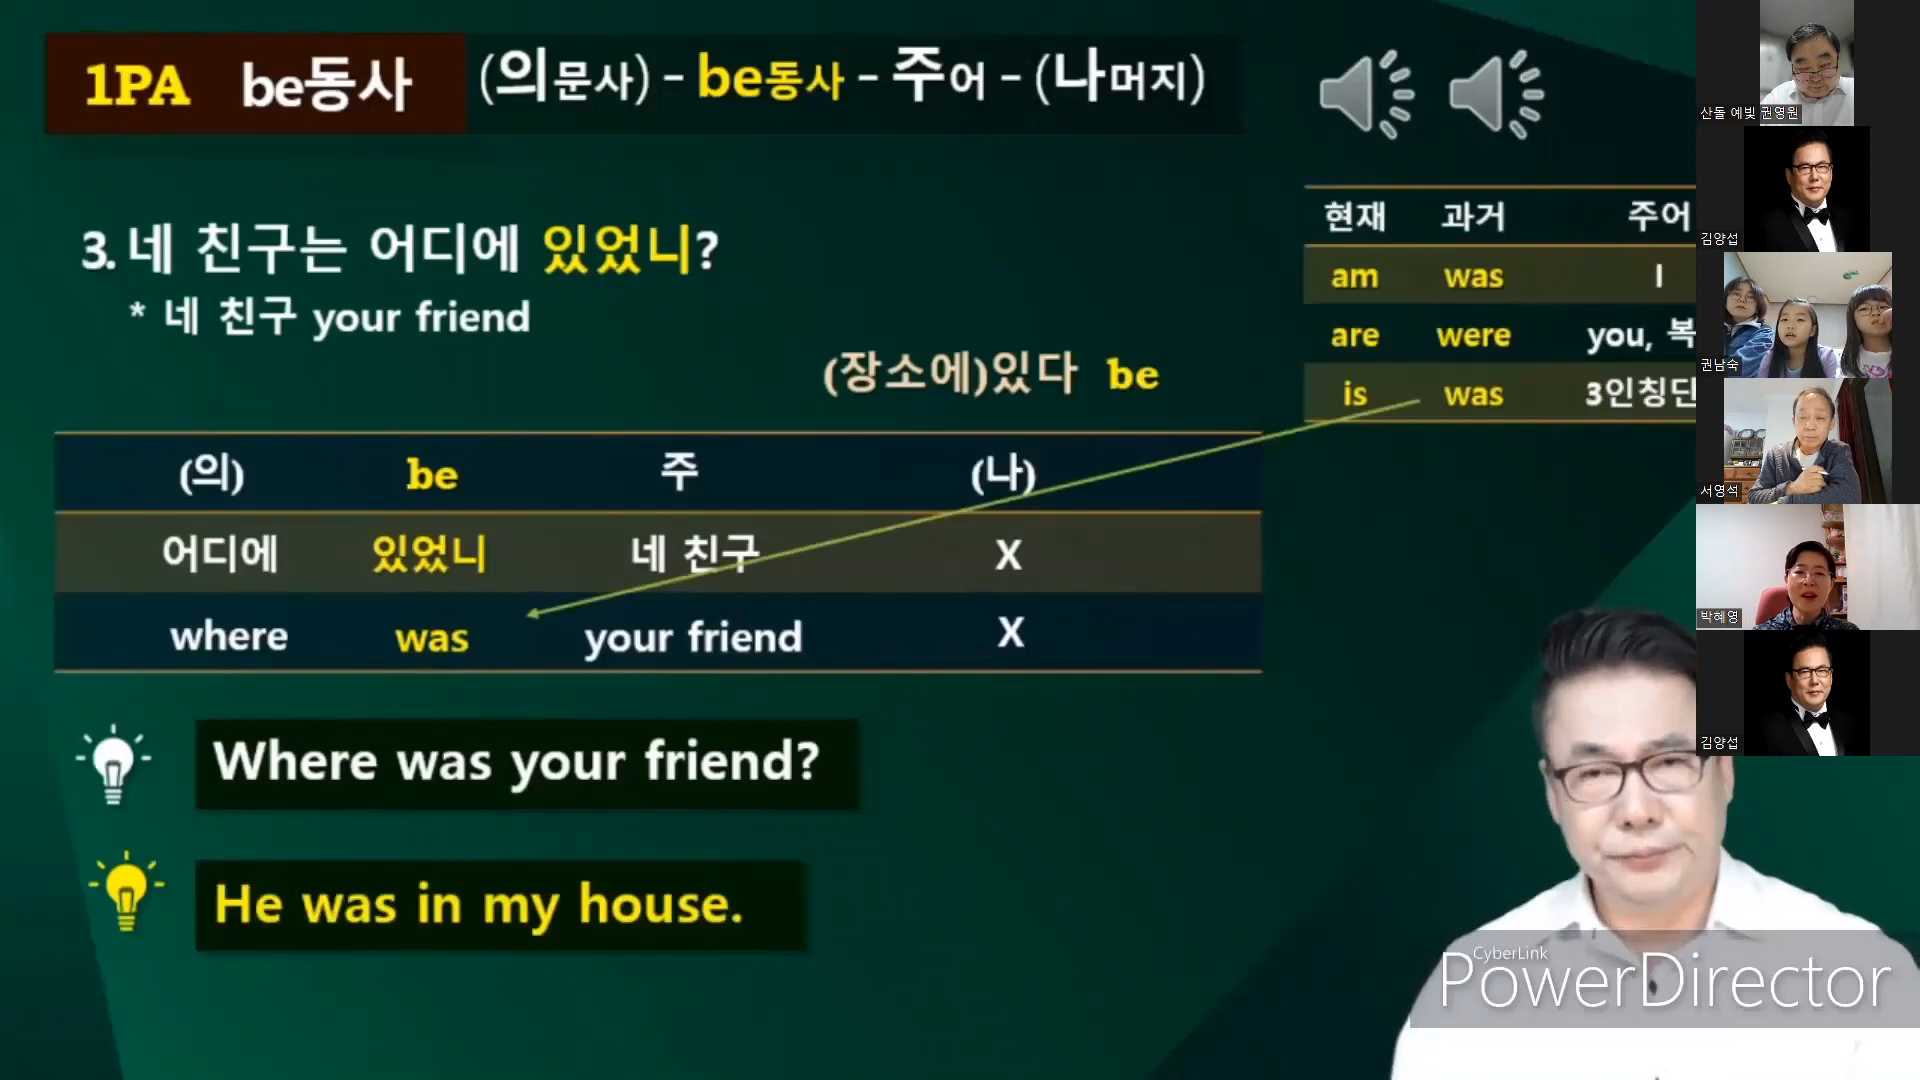 1PA be동사 (의문사) - be동사 - 주어 - (나머지)
3. 네 친구는 어디에 있었니?
* 네 친구 your friend
(장소에)있다 be
현재 과거 주어
am was I
are were you, 복
is was 3인칭단
(의) be 주 (나)
어디에 있었니 네 친구 X
where was your friend X
Where was your friend?
He was in my house.
산돌 예빛 권영원
김양섭
권남숙
서영석
박혜영
김양섭
CyberLink
PowerDirector